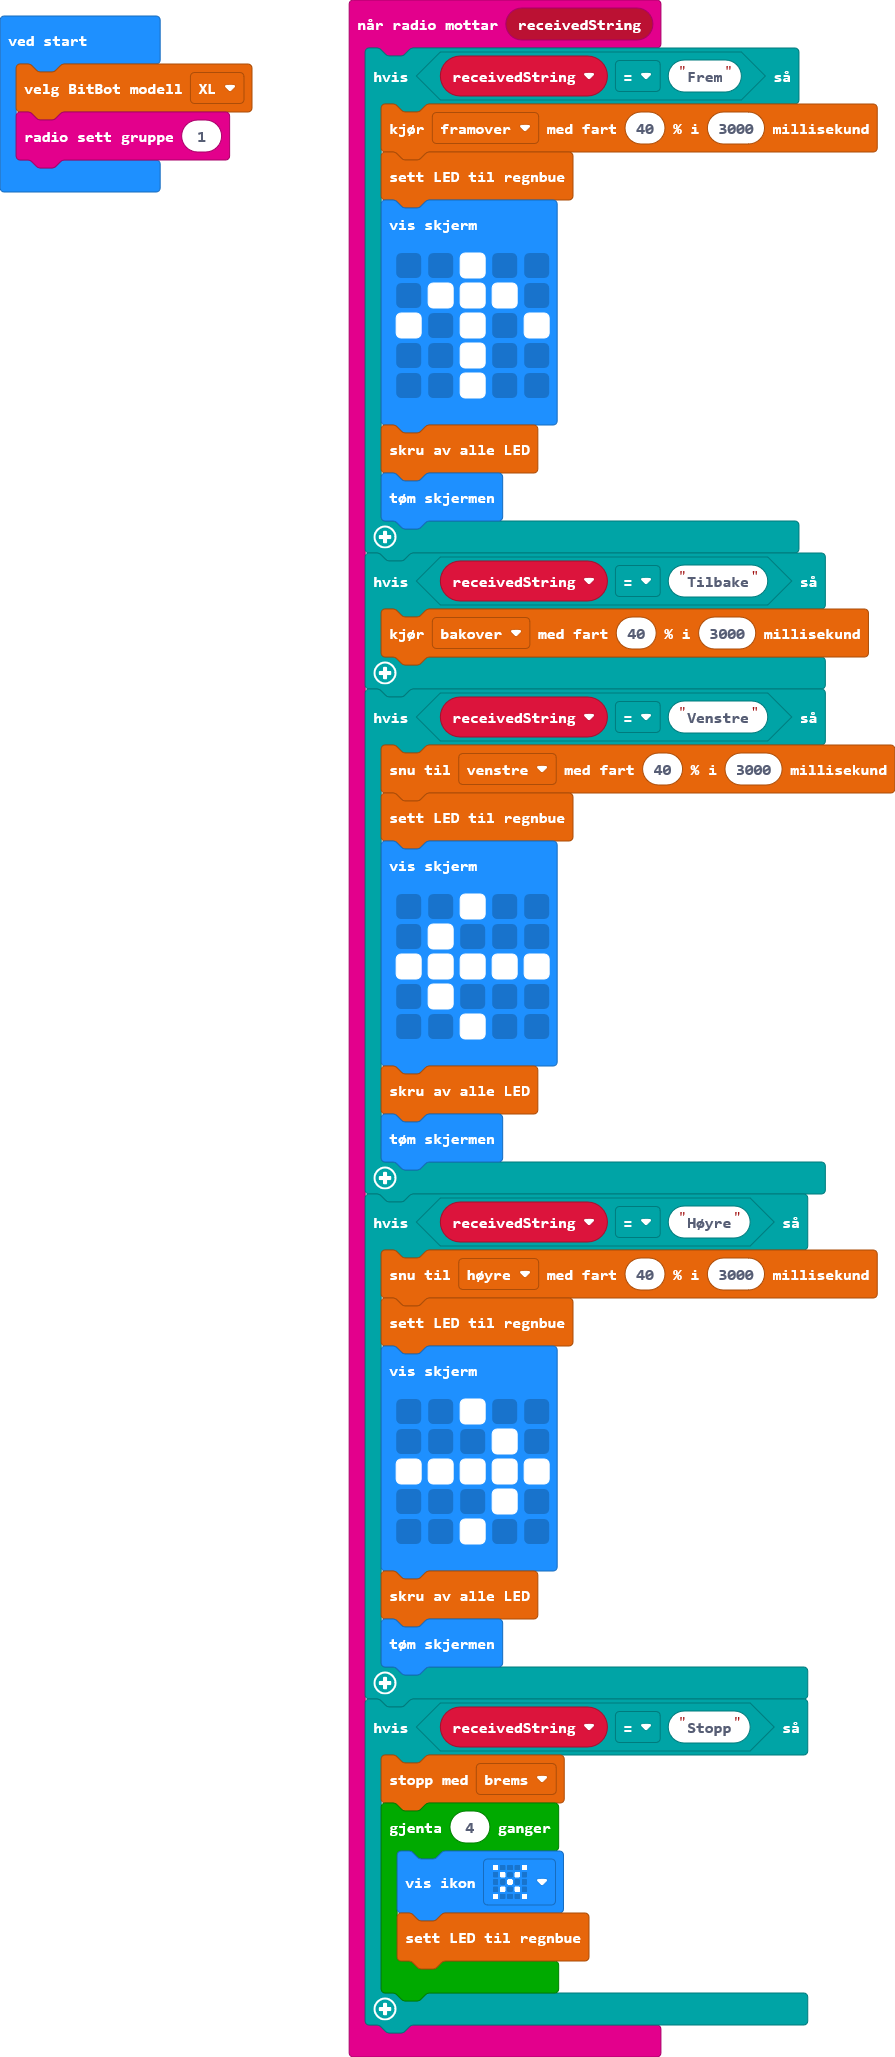 ved start
velg BitBot modell XL
radio sett gruppe 1
når radio mottar receivedString
hvis receivedString = "Frem" så
kjør framover med fart 40 % i 3000 millisekund
sett LED til regnbue
vis skjerm
skru av alle LED
tøm skjermen
hvis receivedString = "Tilbake" så
kjør bakover med fart 40 % i 3000 millisekund
hvis receivedString = "Venstre" så
snu til venstre med fart 40 % i 3000 millisekund
sett LED til regnbue
vis skjerm
skru av alle LED
tøm skjermen
hvis receivedString = "Høyre" så
snu til høyre med fart 40 % i 3000 millisekund
sett LED til regnbue
vis skjerm
skru av alle LED
tøm skjermen
hvis receivedString = "Stopp" så
stopp med brems
gjenta 4 ganger
vis ikon
sett LED til regnbue